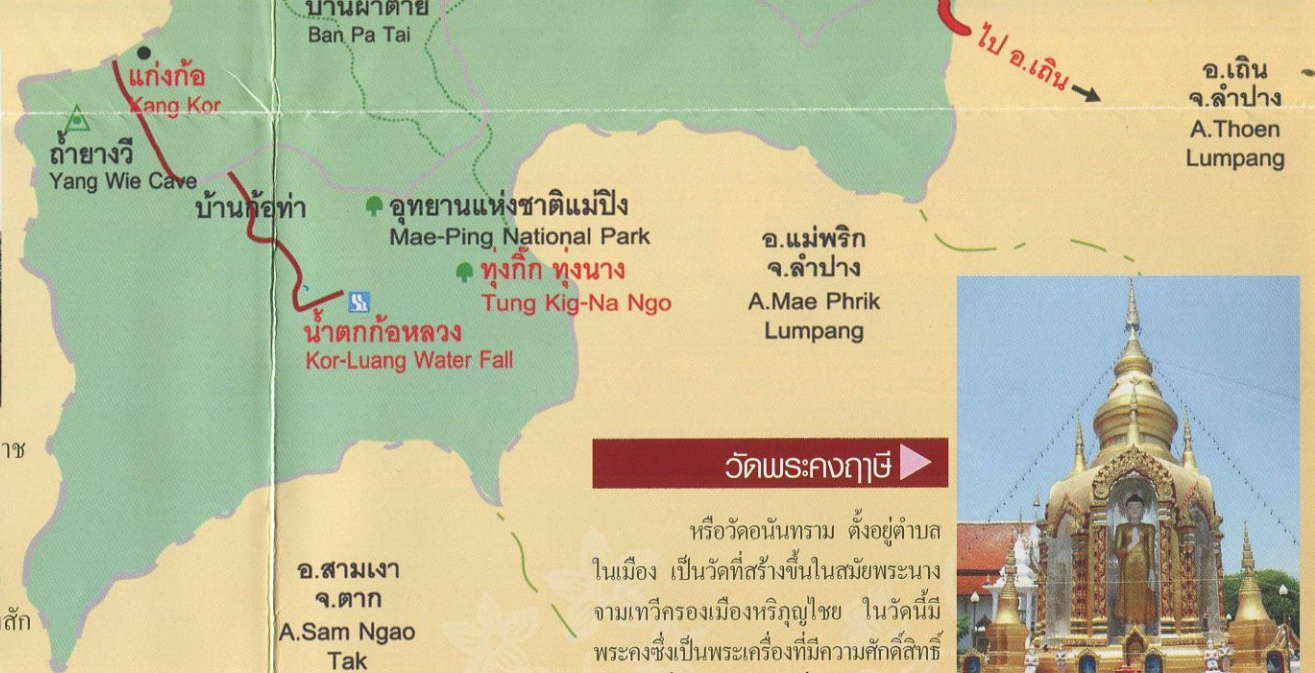 บ้านผาต่าย
Ban Pa Tai
แก่งก้อ
Kang Kor
ถ้ำยางวี
Yang Wie Cave
บ้านก้อท่า
อุทยานแห่งชาติแม่ปิง
Mae-Ping National Park
ทุ่งกิ๊ก ทุ่งนาง
Tung Kig-Na Ngo
น้ำตกก้อหลวง
Kor-Luang Water Fall
ไป อ.เถิน
อ.เถิน
จ.ลำปาง
A.Thoen
Lumpang
อ.แม่พริก
จ.ลำปาง
A.Mae Phrik
Lumpang
อ.สามเงา
จ.ตาก
A.Sam Ngao
Tak
าช
สัก
วัดพระคงฤๅษี
หรือวัดอนันทราม ตั้งอยู่ตำบล
ในเมือง เป็นวัดที่สร้างขึ้นในสมัยพระนาง
จามเทวีครองเมืองหริภุญไชย ในวัดนี้มี
พระคงซึ่งเป็นพระเครื่องที่มีความศักดิ์สิทธิ์